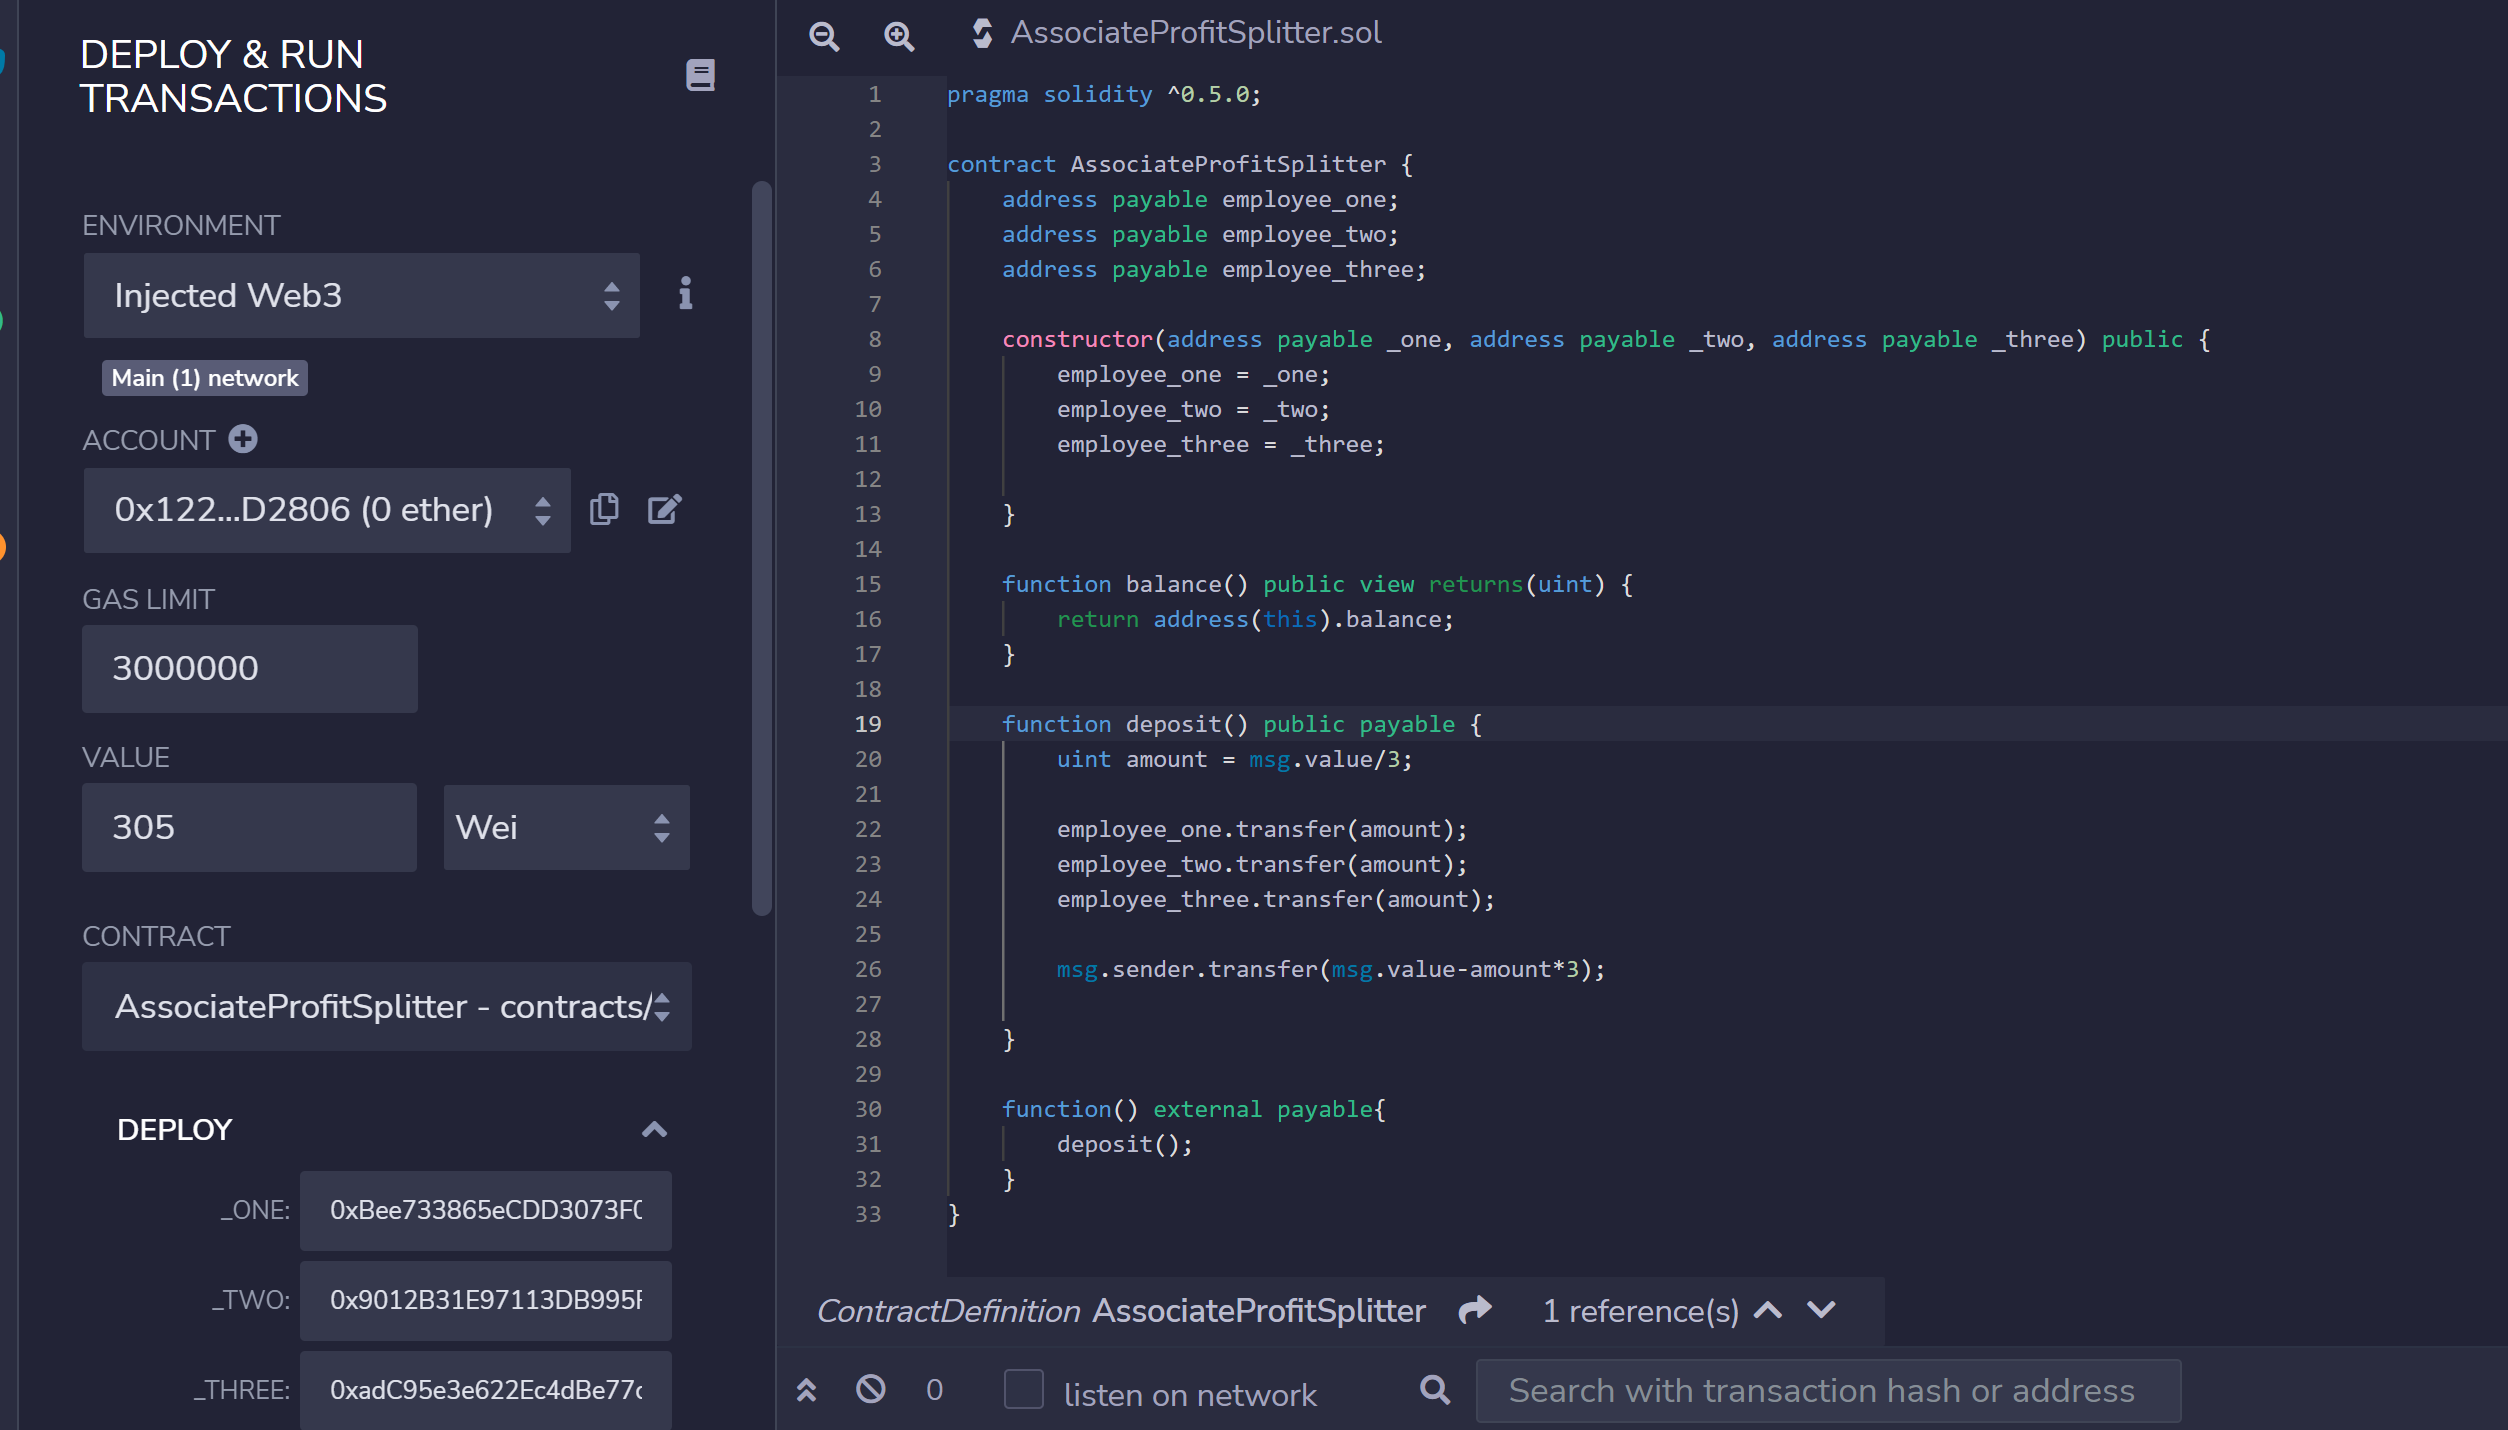 DEPLOY & RUN
TRANSACTIONS
ENVIRONMENT
Injected Web3
Main (1) network
ACCOUNT
0x122...D2806 (0 ether)
GAS LIMIT
3000000
VALUE
305
Wei
CONTRACT
AssociateProfitSplitter - contracts/
DEPLOY
_ONE:
0xBee733865eCDD3073F0
_TWO:
0x9012B31E97113DB995F
_THREE:
0xadC95e3e622Ec4dBe77c
AssociateProfitSplitter.sol
1 pragma solidity ^0.5.0;
2
3 contract AssociateProfitSplitter {
4 address payable employee_one;
5 address payable employee_two;
6 address payable employee_three;
7
8 constructor(address payable _one, address payable _two, address payable _three) public {
9 employee_one = _one;
10 employee_two = _two;
11 employee_three = _three;
12
13 }
14
15 function balance() public view returns(uint) {
16 return address(this).balance;
17 }
18
19 function deposit() public payable {
20 uint amount = msg.value/3;
21
22 employee_one.transfer(amount);
23 employee_two.transfer(amount);
24 employee_three.transfer(amount);
25
26 msg.sender.transfer(msg.value-amount*3);
27
28 }
29
30 function() external payable{
31 deposit();
32 }
33 }
ContractDefinition AssociateProfitSplitter 1 reference(s)
0 listen on network Search with transaction hash or address